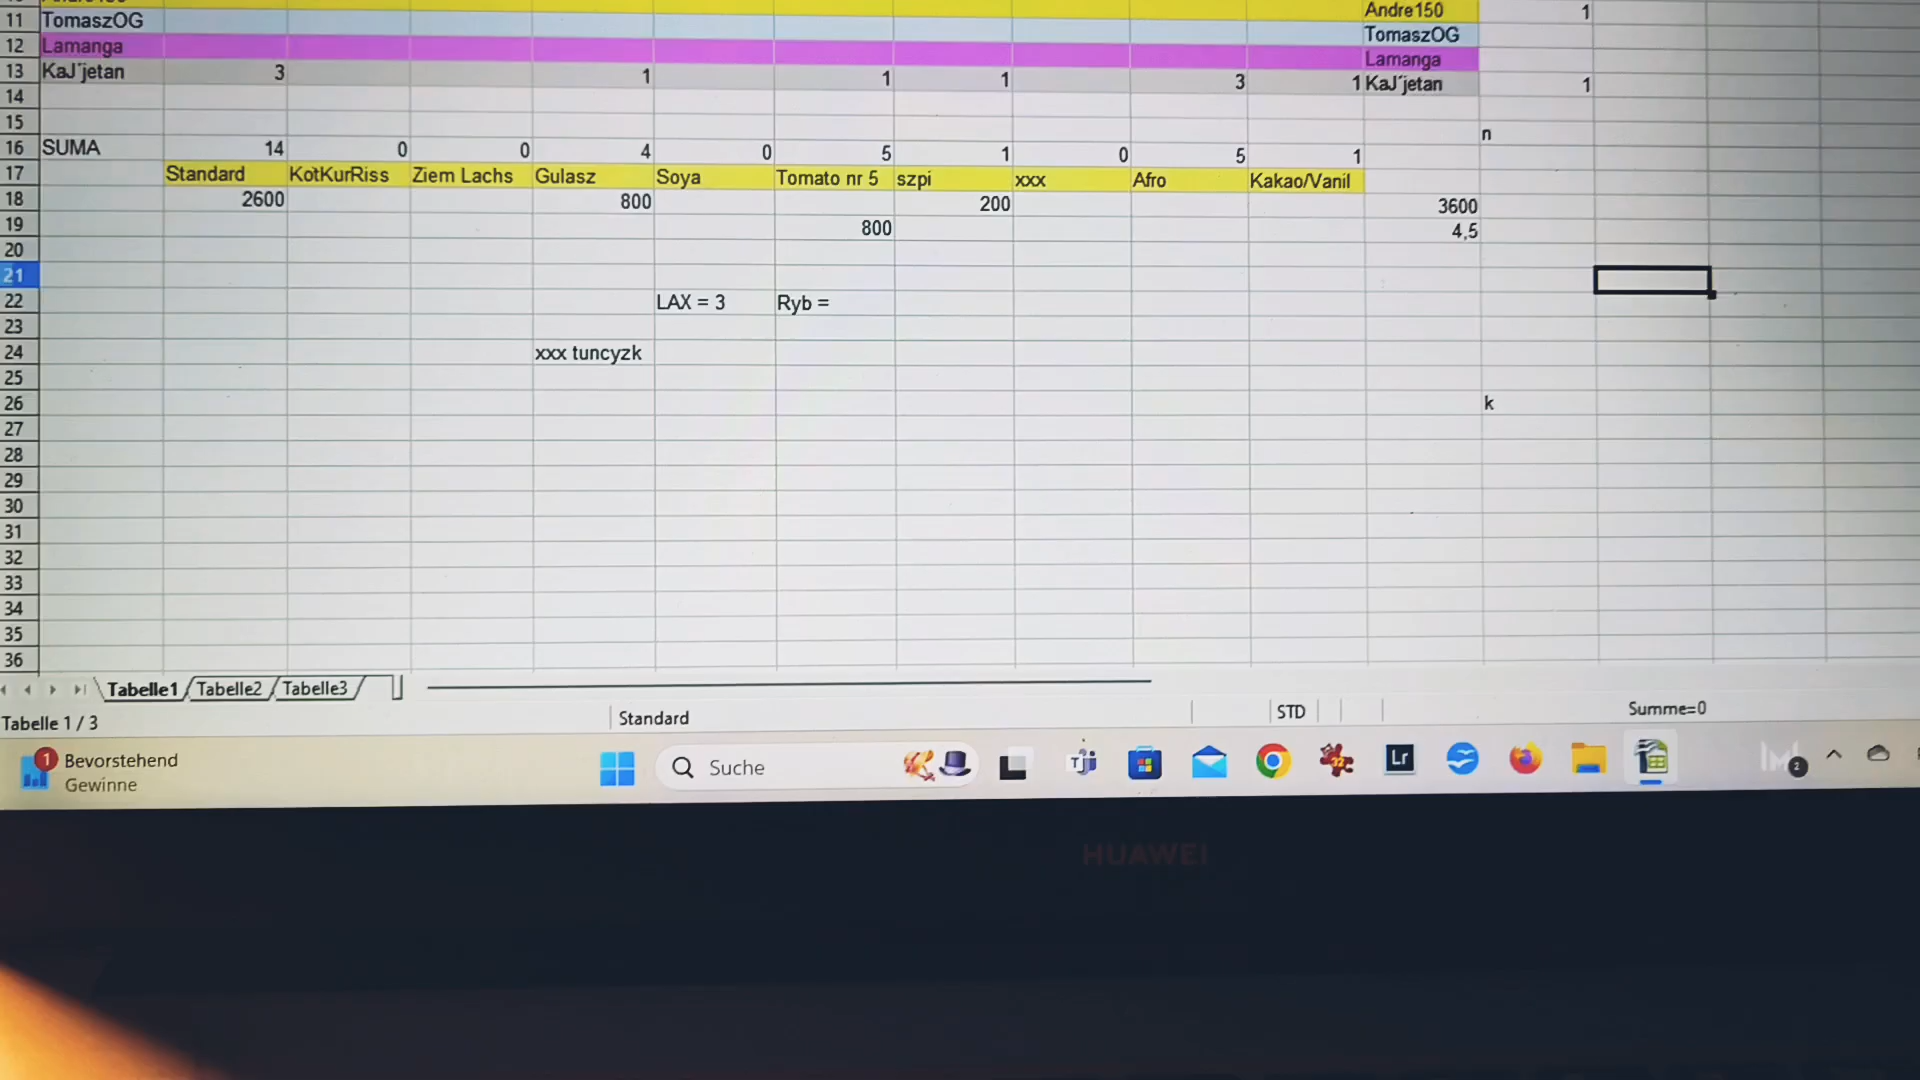 Andre150 1
11 TomaszOG TomaszOG
12 Lamanga Lamanga
13 KaJ´jetan 3 1 1 1 3 1 KaJ´jetan 1
14
15 n
16 SUMA 14 0 0 4 0 5 1 0 5 1
17 Standard KotKurRiss Ziem Lachs Gulasz Soya Tomato nr 5 szpi xxx Afro Kakao/Vanil
18 2600 800 200 3600
19 800 4,5
20
21
22 LAX = 3 Ryb =
23
24 xxx tuncyzk
25
26 k
27
28
29
30
31
32
33
34
35
36
Tabelle1 Tabelle2 Tabelle3
Tabelle 1 / 3 Standard STD Summe=0
1 Bevorstehend
Gewinne
Suche
Lr
2
HUAWEI